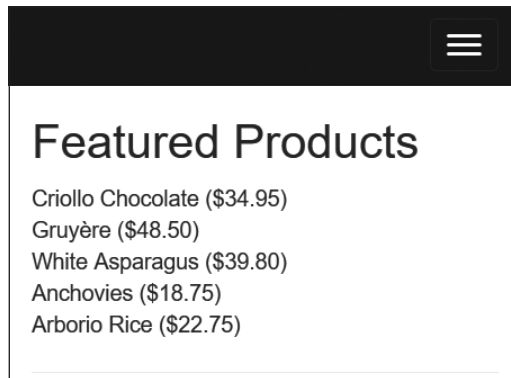 Featured Products
Criollo Chocolate ($34.95)
Gruyère ($48.50)
White Asparagus ($39.80)
Anchovies ($18.75)
Arborio Rice ($22.75)